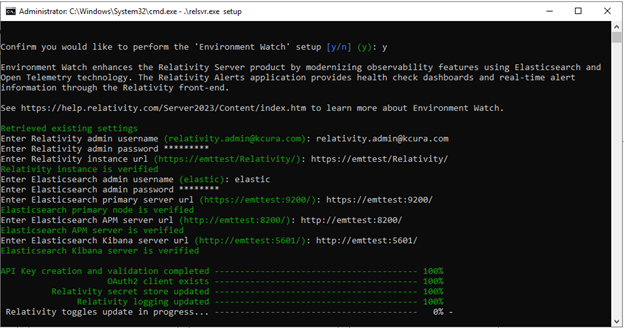 Administrator: C:\Windows\System32\cmd.exe - .\relsvr.exe setup
Confirm you would like to perform the 'Environment Watch' setup [y/n] (y): y
Environment Watch enhances the Relativity Server product by modernizing observability features using Elasticsearch and
Open Telemetry technology. The Relativity Alerts application provides health check dashboards and real-time alert
information through the Relativity front-end.
See https://help.relativity.com/Server2023/Content/index.htm to learn more about Environment Watch.
Retrieved existing settings
Enter Relativity admin username (relativity.admin@kcura.com): relativity.admin@kcura.com
Enter Relativity admin password *********
Enter Relativity instance url (https://emttest/Relativity/): https://emttest/Relativity/
Relativity instance is verified
Enter Elasticsearch admin username (elastic): elastic
Enter Elasticsearch admin password ********
Enter Elasticsearch primary server url (https://emttest:9200/): https:9200/
Elasticsearch primary node is verified
Enter Elasticsearch APM server url (http://emttest:8200/): http://emttest:8200/
Elasticsearch APM server is verified
Enter Elasticsearch Kibana server url (http://emttest:5601/): http://emttest:5601/
Elasticsearch Kibana server is verified
API Key creation and validation completed ---------------------------------------- 100%
OAuth2 client exists ---------------------------------------- 100%
Relativity secret store updated ---------------------------------------- 100%
Relativity logging updated ---------------------------------------- 100%
Relativity toggles update in progress... ---------------------------------------- 0% -